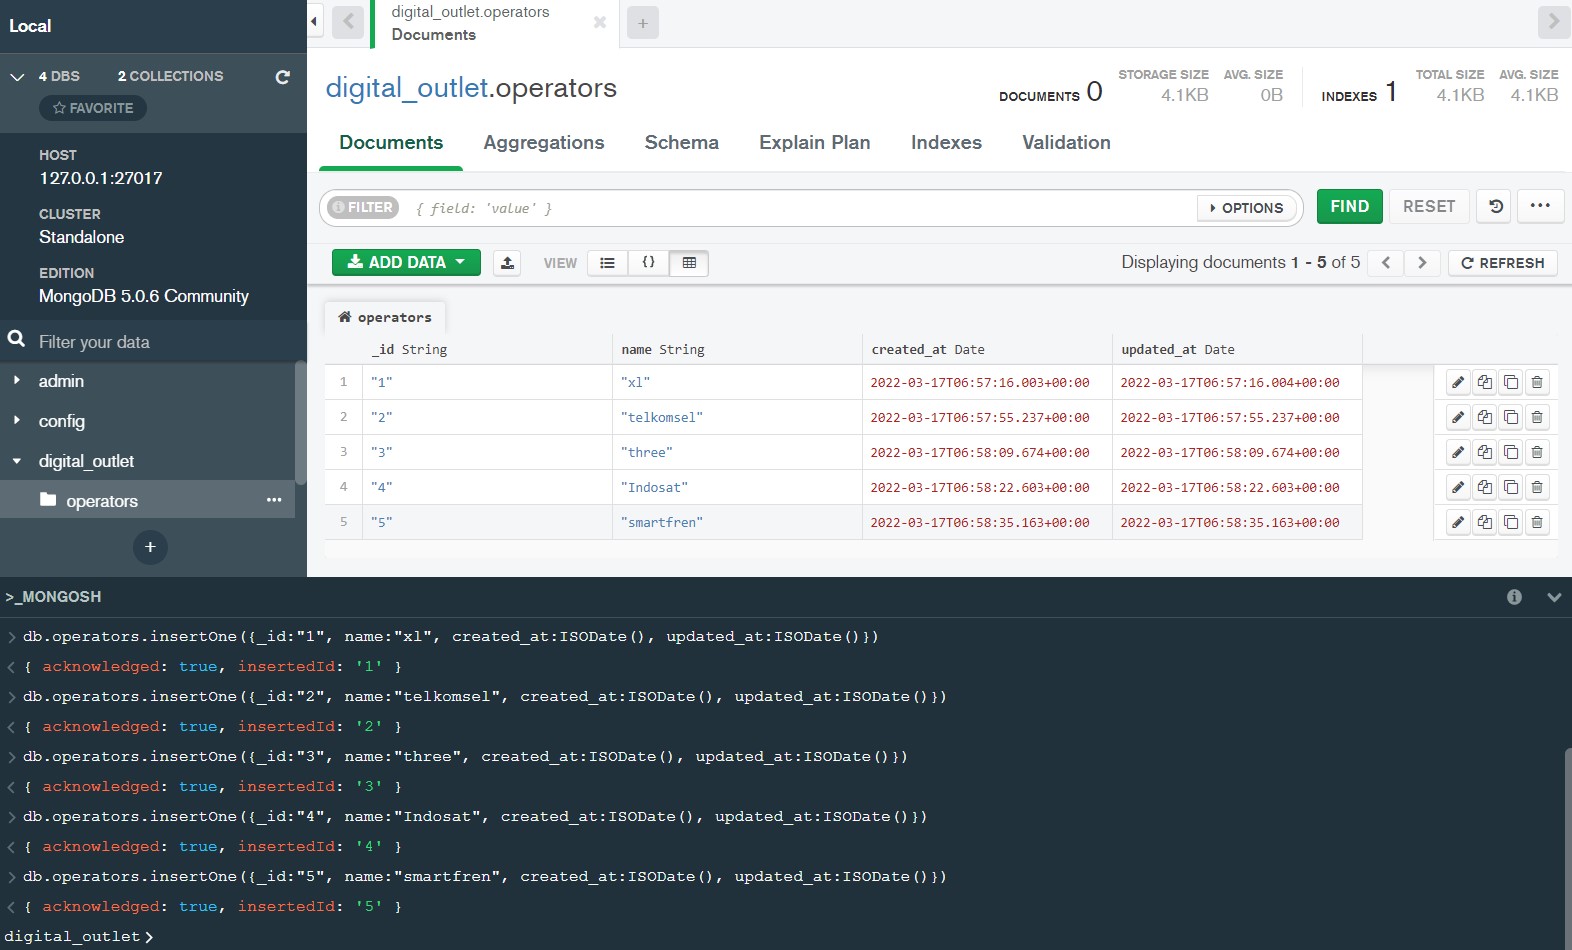 Local
4 DBS 2 COLLECTIONS
FAVORITE
HOST
127.0.0.1:27017
CLUSTER
Standalone
EDITION
MongoDB 5.0.6 Community
Filter your data
admin
config
digital_outlet
operators
digital_outlet.operators
Documents
digital_outlet.operators
DOCUMENTS 0
STORAGE SIZE 4.1KB
AVG. SIZE 0B
INDEXES 1
TOTAL SIZE 4.1KB
AVG. SIZE 4.1KB
Documents Aggregations Schema Explain Plan Indexes Validation
FILTER { field: 'value' } OPTIONS FIND RESET
ADD DATA VIEW {} Displaying documents 1 - 5 of 5 REFRESH
operators
_id String name String created_at Date updated_at Date
1 "1" "xl" 2022-03-17T06:57:16.003+00:00 2022-03-17T06:57:16.004+00:00
2 "2" "telkomsel" 2022-03-17T06:57:55.237+00:00 2022-03-17T06:57:55.237+00:00
3 "3" "three" 2022-03-17T06:58:09.674+00:00 2022-03-17T06:58:09.674+00:00
4 "4" "Indosat" 2022-03-17T06:58:22.603+00:00 2022-03-17T06:58:22.603+00:00
5 "5" "smartfren" 2022-03-17T06:58:35.163+00:00 2022-03-17T06:58:35.163+00:00
>_MONGOSH
> db.operators.insertOne({_id:"1", name:"xl", created_at:ISODate(), updated_at:ISODate()})
< { acknowledged: true, insertedId: '1' }
> db.operators.insertOne({_id:"2", name:"telkomsel", created_at:ISODate(), updated_at:ISODate()})
< { acknowledged: true, insertedId: '2' }
> db.operators.insertOne({_id:"3", name:"three", created_at:ISODate(), updated_at:ISODate()})
< { acknowledged: true, insertedId: '3' }
> db.operators.insertOne({_id:"4", name:"Indosat", created_at:ISODate(), updated_at:ISODate()})
< { acknowledged: true, insertedId: '4' }
> db.operators.insertOne({_id:"5", name:"smartfren", created_at:ISODate(), updated_at:ISODate()})
< { acknowledged: true, insertedId: '5' }
digital_outlet>